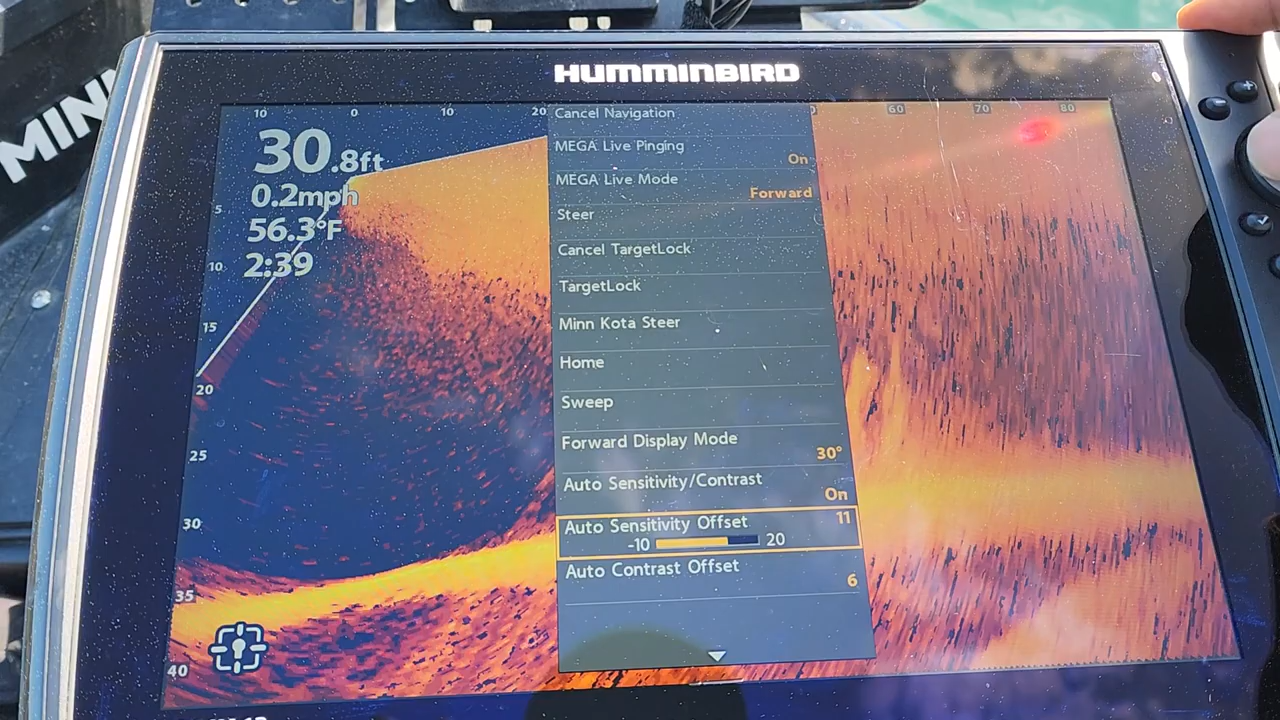 HUMMINBIRD
MIN
10 0 10 20 60 70 80
30.8ft
0.2mph
56.3°F
2:39
5
10
15
20
25
30
35
40
Cancel Navigation
MEGA Live Pinging
On
MEGA Live Mode
Forward
Steer
Cancel TargetLock
TargetLock
Minn Kota Steer
Home
Sweep
Forward Display Mode
30°
Auto Sensitivity/Contrast
On
Auto Sensitivity Offset 11
-10 20
Auto Contrast Offset
6